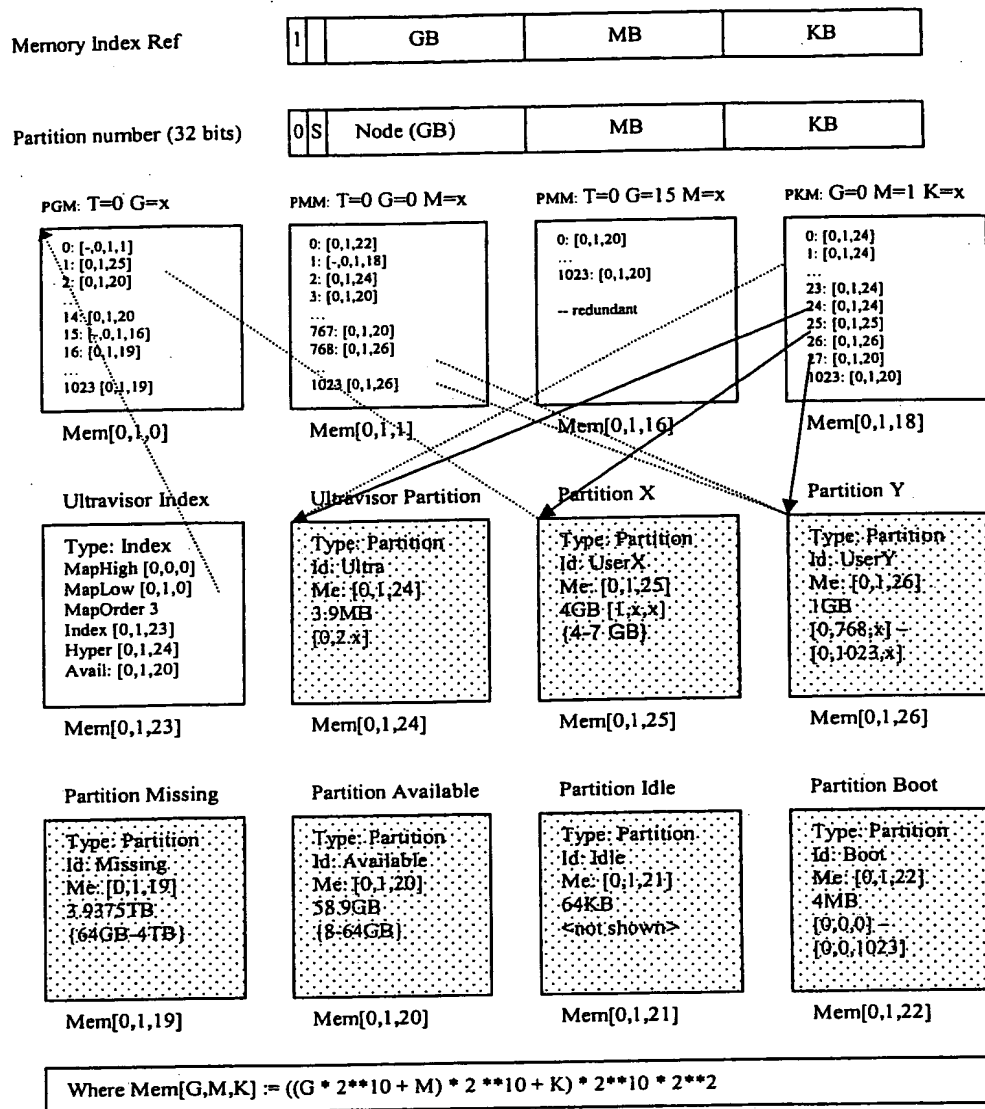 Memory Index Ref
1 GB MB KB
Partition number (32 bits)
0 S Node (GB) MB KB
PGM: T=0 G=x
0: [-,0,1,1]
1: [0,1,25]
2: [0,1,20]
...
14: [0,1,20
15: [-,0,1,16]
16: [0,1,19]
...
1023 [0,1,19]
Mem[0,1,0]
PMM: T=0 G=0 M=x
0: [0,1,22]
1: [-,0,1,18]
2: [0,1,24]
3: [0,1,20]
...
767: [0,1,20]
768: [0,1,26]
...
1023 [0,1,26]
Mem[0,1,1]
PMM: T=0 G=15 M=x
0: [0,1,20]
...
1023: [0,1,20]
-- redundant
Mem[0,1,16]
PKM: G=0 M=1 K=x
0: [0,1,24]
1: [0,1,24]
...
23: [0,1,24]
24: [0,1,24]
25: [0,1,25]
26: [0,1,26]
27: [0,1,20]
1023: [0,1,20]
Mem[0,1,18]
Ultravisor Index
Type: Index
MapHigh [0,0,0]
MapLow [0,1,0]
MapOrder 3
Index [0,1,23]
Hyper [0,1,24]
Avail: [0,1,20]
Mem[0,1,23]
Ultravisor Partition
Type: Partition
Id: Ultra
Me: [0,1,24]
3.9MB
[0,2,x]
Mem[0,1,24]
Partition X
Type: Partition
Id: UserX
Me: [0,1,25]
4GB [1,x,x]
{4-7 GB}
Mem[0,1,25]
Partition Y
Type: Partition
Id: UserY
Me: [0,1,26]
1GB
[0,768,x] –
[0,1023,x]
Mem[0,1,26]
Partition Missing
Type: Partition
Id: Missing
Me: [0,1,19]
3.9375TB
{64GB-4TB}
Mem[0,1,19]
Partition Available
Type: Partition
Id: Available
Me: [0,1,20]
58.9GB
{8-64GB}
Mem[0,1,20]
Partition Idle
Type: Partition
Id: Idle
Me: [0,1,21]
64KB
<not shown>
Mem[0,1,21]
Partition Boot
Type: Partition
Id: Boot
Me: [0,1,22]
4MB
[0,0,0] –
[0,0,1023]
Mem[0,1,22]
Where Mem[G,M,K] := ((G * 2**10 + M) * 2 **10 + K) * 2**10 * 2**2